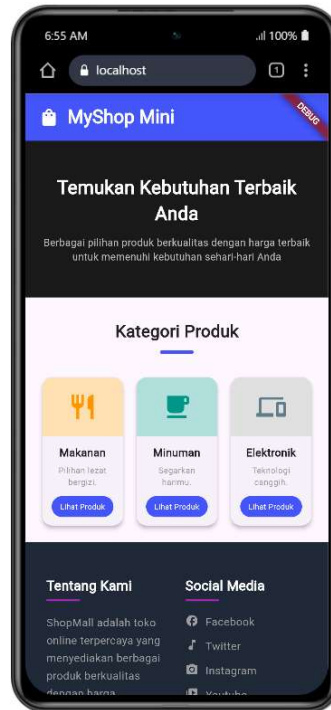 6:55 AM
100%
localhost
1
MyShop Mini
DEBUG
Temukan Kebutuhan Terbaik
Anda
Berbagai pilihan produk berkualitas dengan harga terbaik
untuk memenuhi kebutuhan sehari-hari Anda
Kategori Produk
Makanan
Pilihan lezat
bergizi.
Lihat Produk
Minuman
Segarkan
harimu.
Lihat Produk
Elektronik
Teknologi
canggih.
Lihat Produk
Tentang Kami
ShopMall adalah toko
online terpercaya yang
menyediakan berbagai
produk berkualitas
dengan harga
Social Media
Facebook
Twitter
Instagram
Youtube